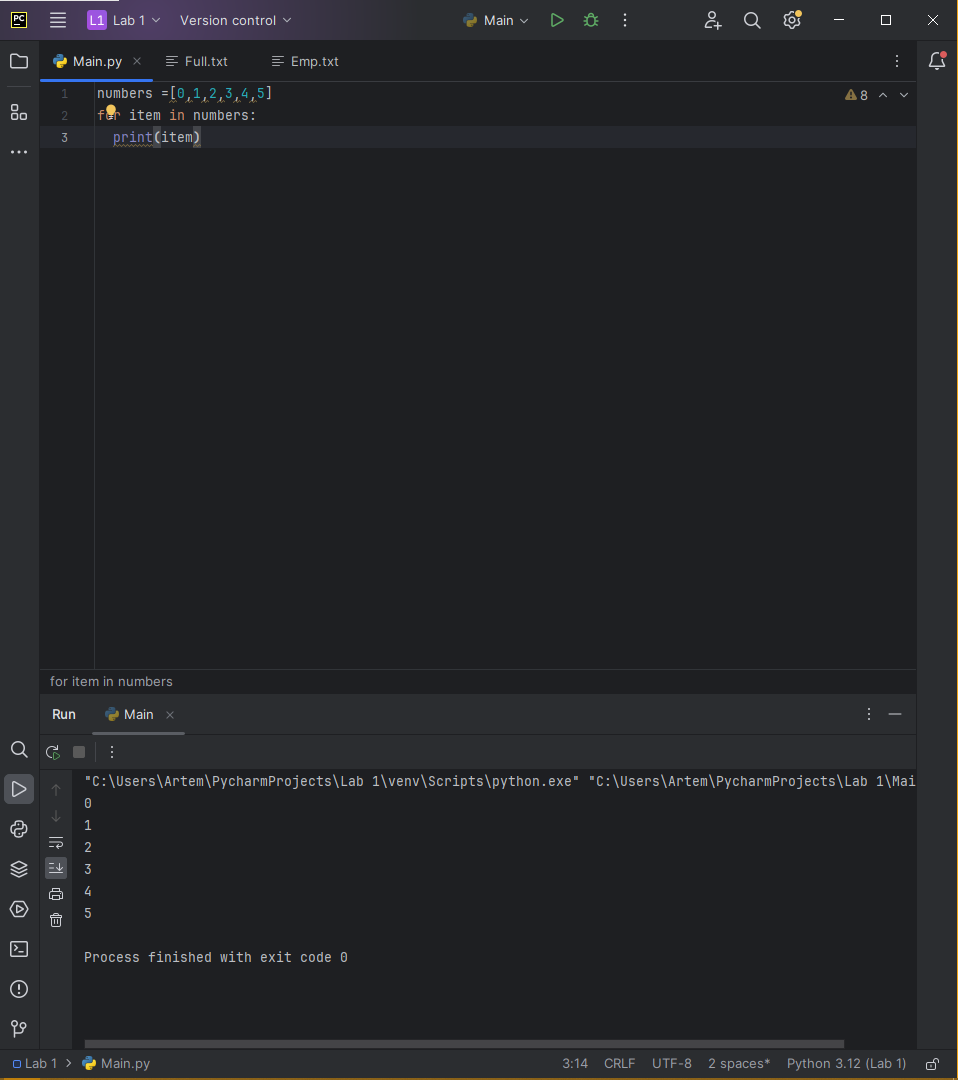 PC L1 Lab 1 Version control Main
Main.py Full.txt Emp.txt
1 numbers =[0,1,2,3,4,5] 8
2 for item in numbers:
3 print(item)
for item in numbers
Run Main
"C:\Users\Artem\PycharmProjects\Lab 1\venv\Scripts\python.exe" "C:\Users\Artem\PycharmProjects\Lab 1\Mai
0
1
2
3
4
5
Process finished with exit code 0
Lab 1 Main.py 3:14 CRLF UTF-8 2 spaces* Python 3.12 (Lab 1)